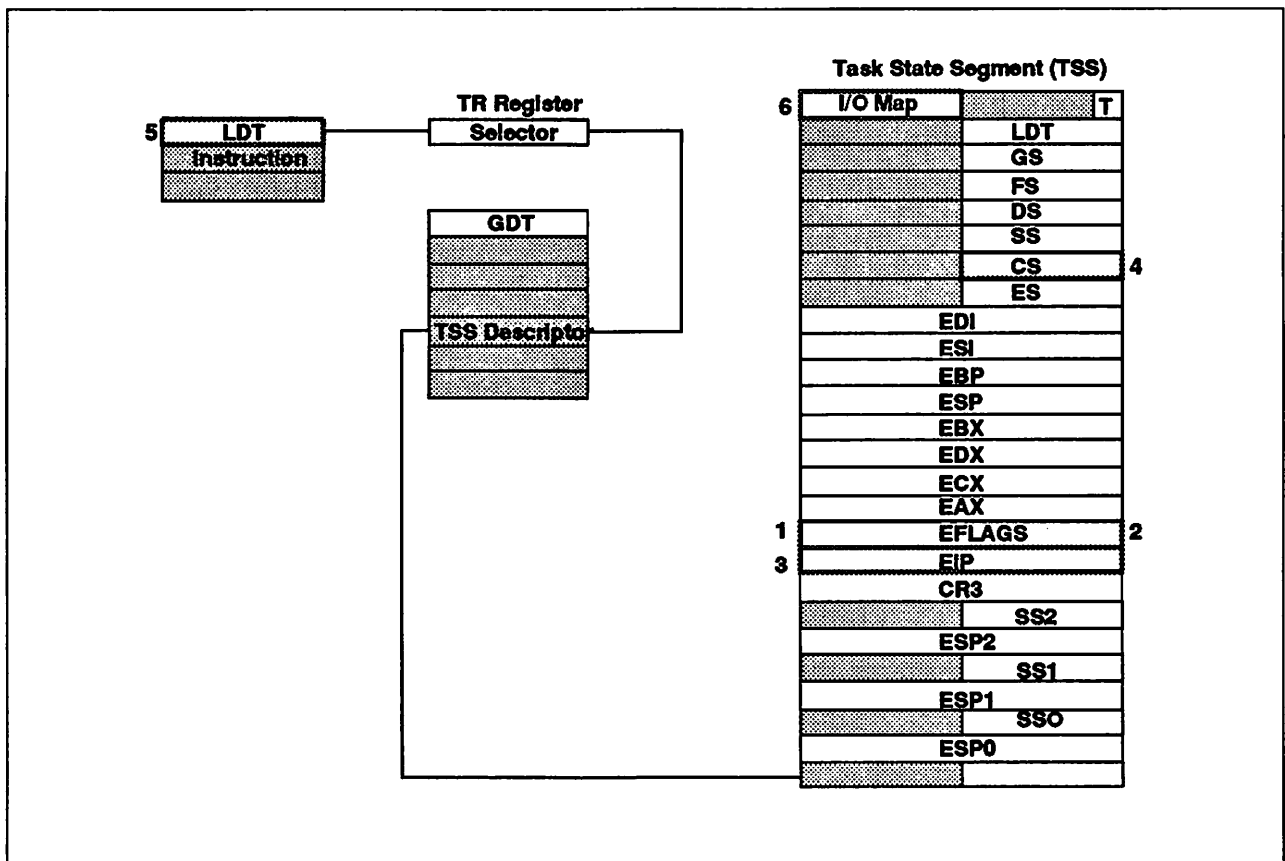 Task State Segment (TSS)
TR Register
6
I/O Map
T
5
LDT
Selector
LDT
Instruction
GS
FS
GDT
DS
SS
CS
4
ES
TSS Descriptor
EDI
ESI
EBP
ESP
EBX
EDX
ECX
EAX
1
EFLAGS
2
3
EIP
CR3
SS2
ESP2
SS1
ESP1
SSO
ESP0